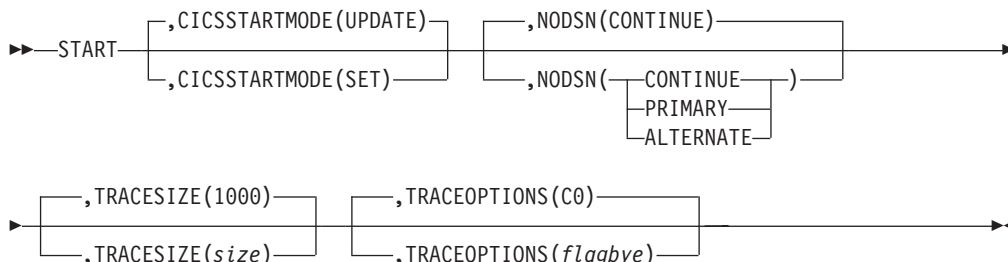 ,CICSSTARTMODE(UPDATE) ,NODSN(CONTINUE)
START
,CICSSTARTMODE(SET) ,NODSN( CONTINUE )
PRIMARY
ALTERNATE
,TRACESIZE(1000) ,TRACEOPTIONS(C0)
,TRACESIZE(size) ,TRACEOPTIONS(flagbye)